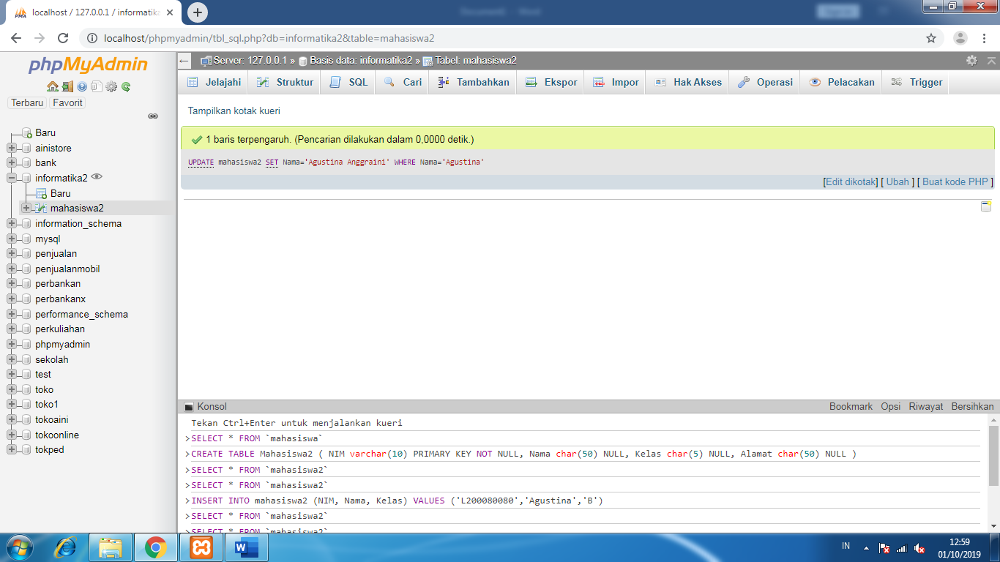 localhost / 127.0.0.1 / informatika
localhost/phpmyadmin/tbl_sql.php?db=informatika2&table=mahasiswa2
phpMyAdmin
Terbaru Favorit
Baru
ainistore
bank
informatika2
Baru
mahasiswa2
information_schema
mysql
penjualan
penjualanmobil
perbankan
perbankanx
performance_schema
perkuliahan
phpmyadmin
sekolah
test
toko
toko1
tokoaini
tokoonline
tokped
Server: 127.0.0.1 » Basis data: informatika2 » Tabel: mahasiswa2
Jelajahi Struktur SQL Cari Tambahkan Ekspor Impor Hak Akses Operasi Pelacakan Trigger
Tampilkan kotak kueri
1 baris terpengaruh. (Pencarian dilakukan dalam 0,0000 detik.)
UPDATE mahasiswa2 SET Nama='Agustina Anggraini' WHERE Nama='Agustina'
[Edit dikotak] [ Ubah ] [ Buat kode PHP ]
Konsol Bookmark Opsi Riwayat Bersihkan
Tekan Ctrl+Enter untuk menjalankan kueri
>SELECT * FROM `mahasiswa`
>CREATE TABLE Mahasiswa2 ( NIM varchar(10) PRIMARY KEY NOT NULL, Nama char(50) NULL, Kelas char(5) NULL, Alamat char(50) NULL )
>SELECT * FROM `mahasiswa2`
>SELECT * FROM `mahasiswa2`
>INSERT INTO mahasiswa2 (NIM, Nama, Kelas) VALUES ('L200080080','Agustina','B')
>SELECT * FROM `mahasiswa2`
>SELECT * FROM `mahasiswa2`
IN 12:59
01/10/2019